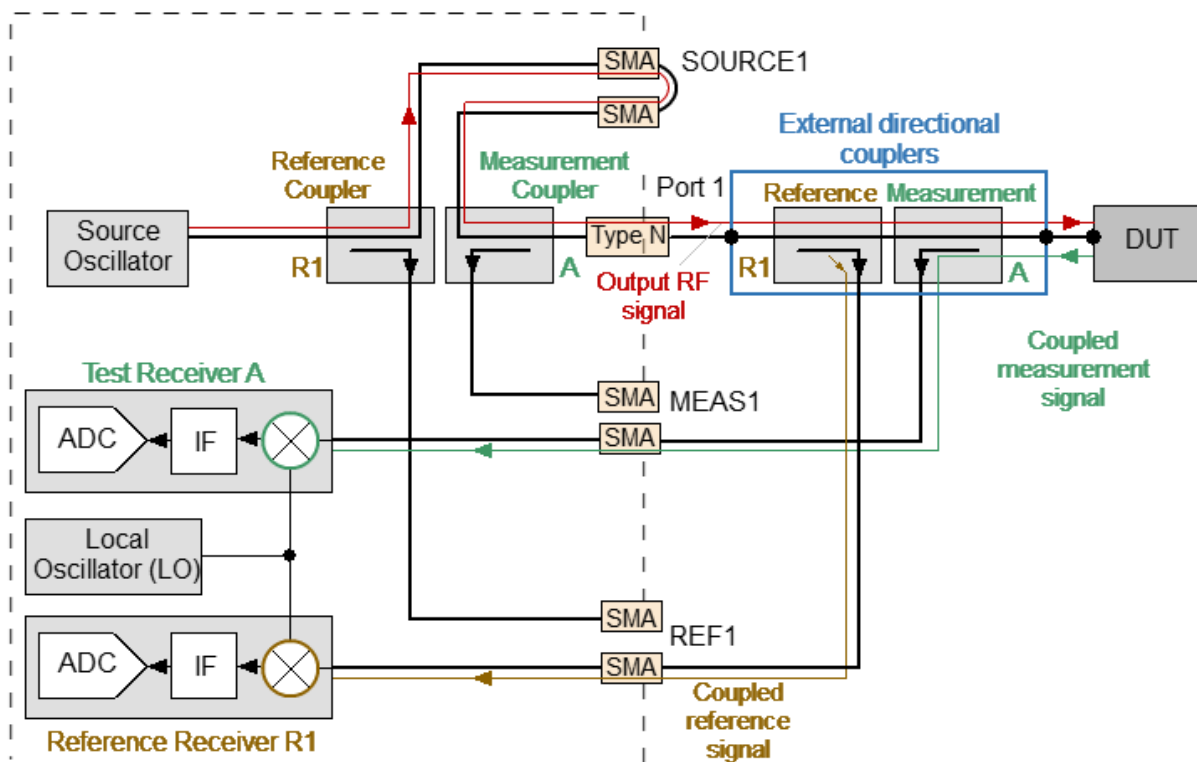 SMA
SOURCE1
SMA
External directional
couplers
Reference
Coupler
Measurement
Coupler
Port 1
Reference
Measurement
Source
Oscillator
R1
A
Type N
R1
A
DUT
Output RF
signal
Coupled
measurement
signal
Test Receiver A
SMA
MEAS1
ADC
IF
SMA
Local
Oscillator (LO)
SMA
REF1
ADC
IF
SMA
Coupled
reference
signal
Reference Receiver R1